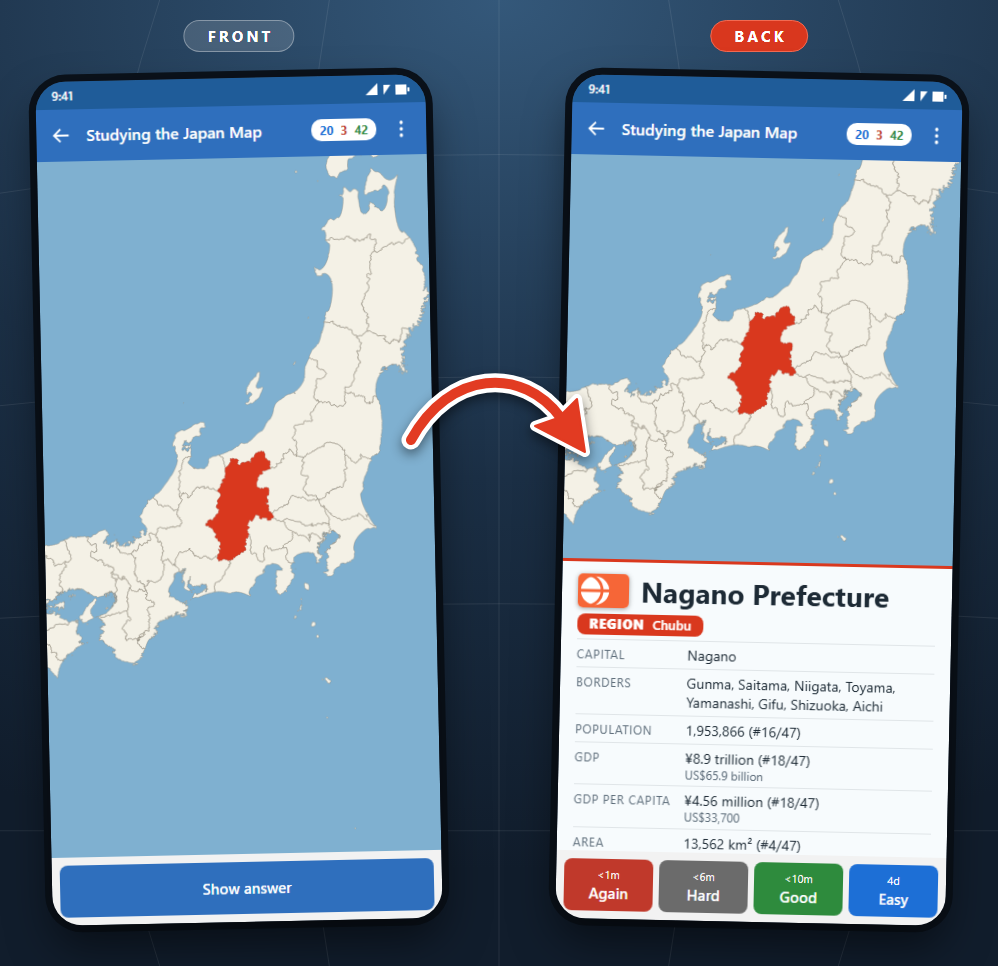 FRONT
9:41
Studying the Japan Map
20 3 42
Show answer
BACK
9:41
Studying the Japan Map
20 3 42
Nagano Prefecture
REGION Chubu
CAPITAL Nagano
BORDERS Gunma, Saitama, Niigata, Toyama,
Yamanashi, Gifu, Shizuoka, Aichi
POPULATION 1,953,866 (#16/47)
GDP ¥8.9 trillion (#18/47)
US$65.9 billion
GDP PER CAPITA ¥4.56 million (#18/47)
US$33,700
AREA 13,562 km² (#4/47)
<1m
Again
<6m
Hard
<10m
Good
4d
Easy